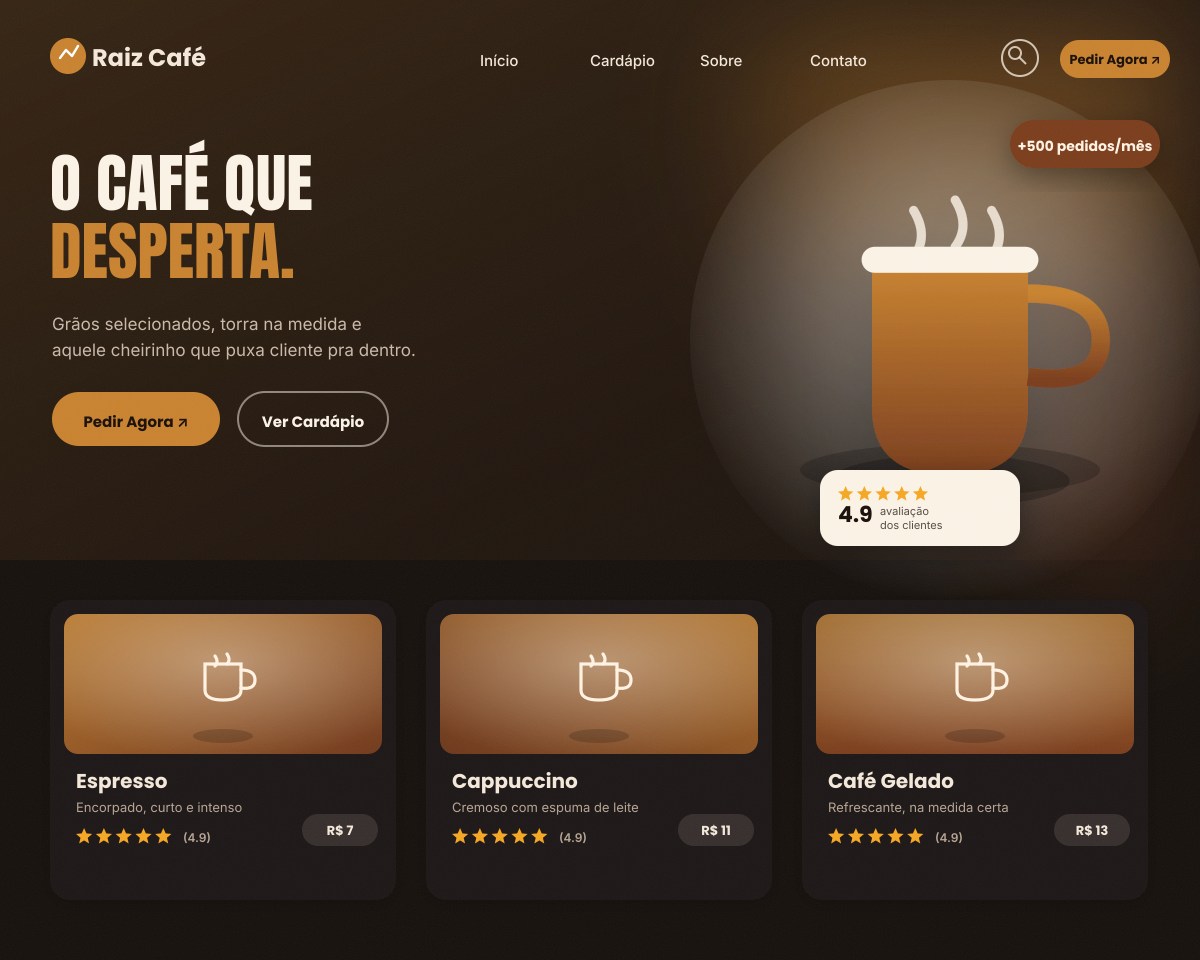 Raiz Café
Início
Cardápio
Sobre
Contato
Pedir Agora ↗
+500 pedidos/mês
O CAFÉ QUE
DESPERTA.
Grãos selecionados, torra na medida e
aquele cheirinho que puxa cliente pra dentro.
Pedir Agora ↗
Ver Cardápio
4.9
avaliação
dos clientes
Espresso
Encorpado, curto e intenso
(4.9)
R$ 7
Cappuccino
Cremoso com espuma de leite
(4.9)
R$ 11
Café Gelado
Refrescante, na medida certa
(4.9)
R$ 13